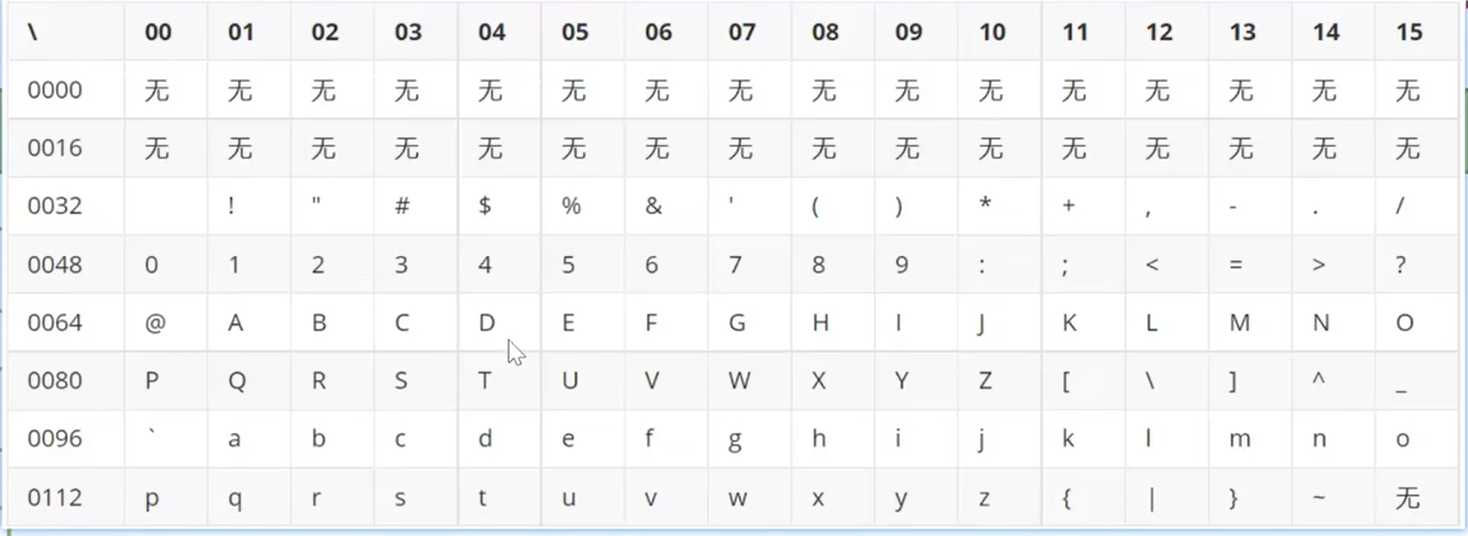 \ 00 01 02 03 04 05 06 07 08 09 10 11 12 13 14 15
0000 无 无 无 无 无 无 无 无 无 无 无 无 无 无 无 无
0016 无 无 无 无 无 无 无 无 无 无 无 无 无 无 无 无
0032 ! " # $ % & ' ( ) * + , - . /
0048 0 1 2 3 4 5 6 7 8 9 : ; < = > ?
0064 @ A B C D E F G H I J K L M N O
0080 P Q R S T U V W X Y Z [ \ ] ^ _
0096 ` a b c d e f g h i j k l m n o
0112 p q r s t u v w x y z { | } ~ 无